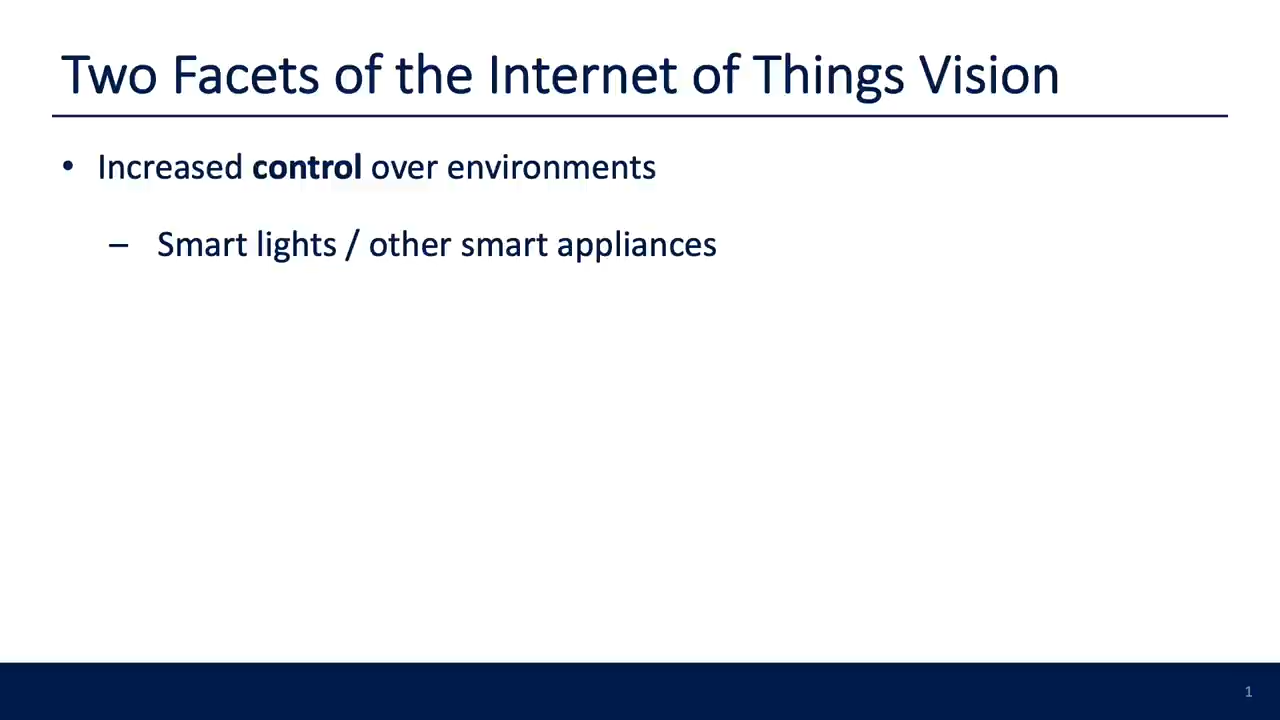 Two Facets of the Internet of Things Vision
• Increased control over environments
– Smart lights / other smart appliances
1